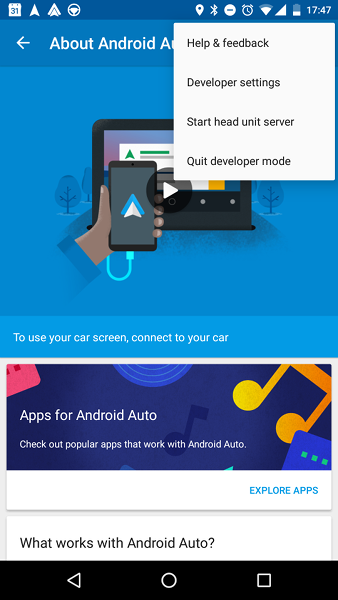 31
17:47
About Android Au
Help & feedback
Developer settings
Start head unit server
Quit developer mode
To use your car screen, connect to your car
Apps for Android Auto
Check out popular apps that work with Android Auto.
EXPLORE APPS
What works with Android Auto?